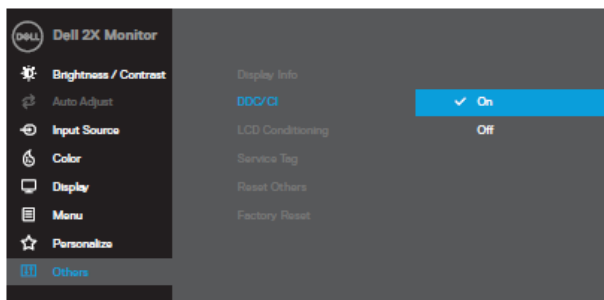 DELL Dell 2X Monitor
Brightness / Contrast Display Info
Auto Adjust DDC/CI ✓ On
Input Source LCD Conditioning Off
Color Service Tag
Display Reset Others
Menu Factory Reset
Personalize
Others